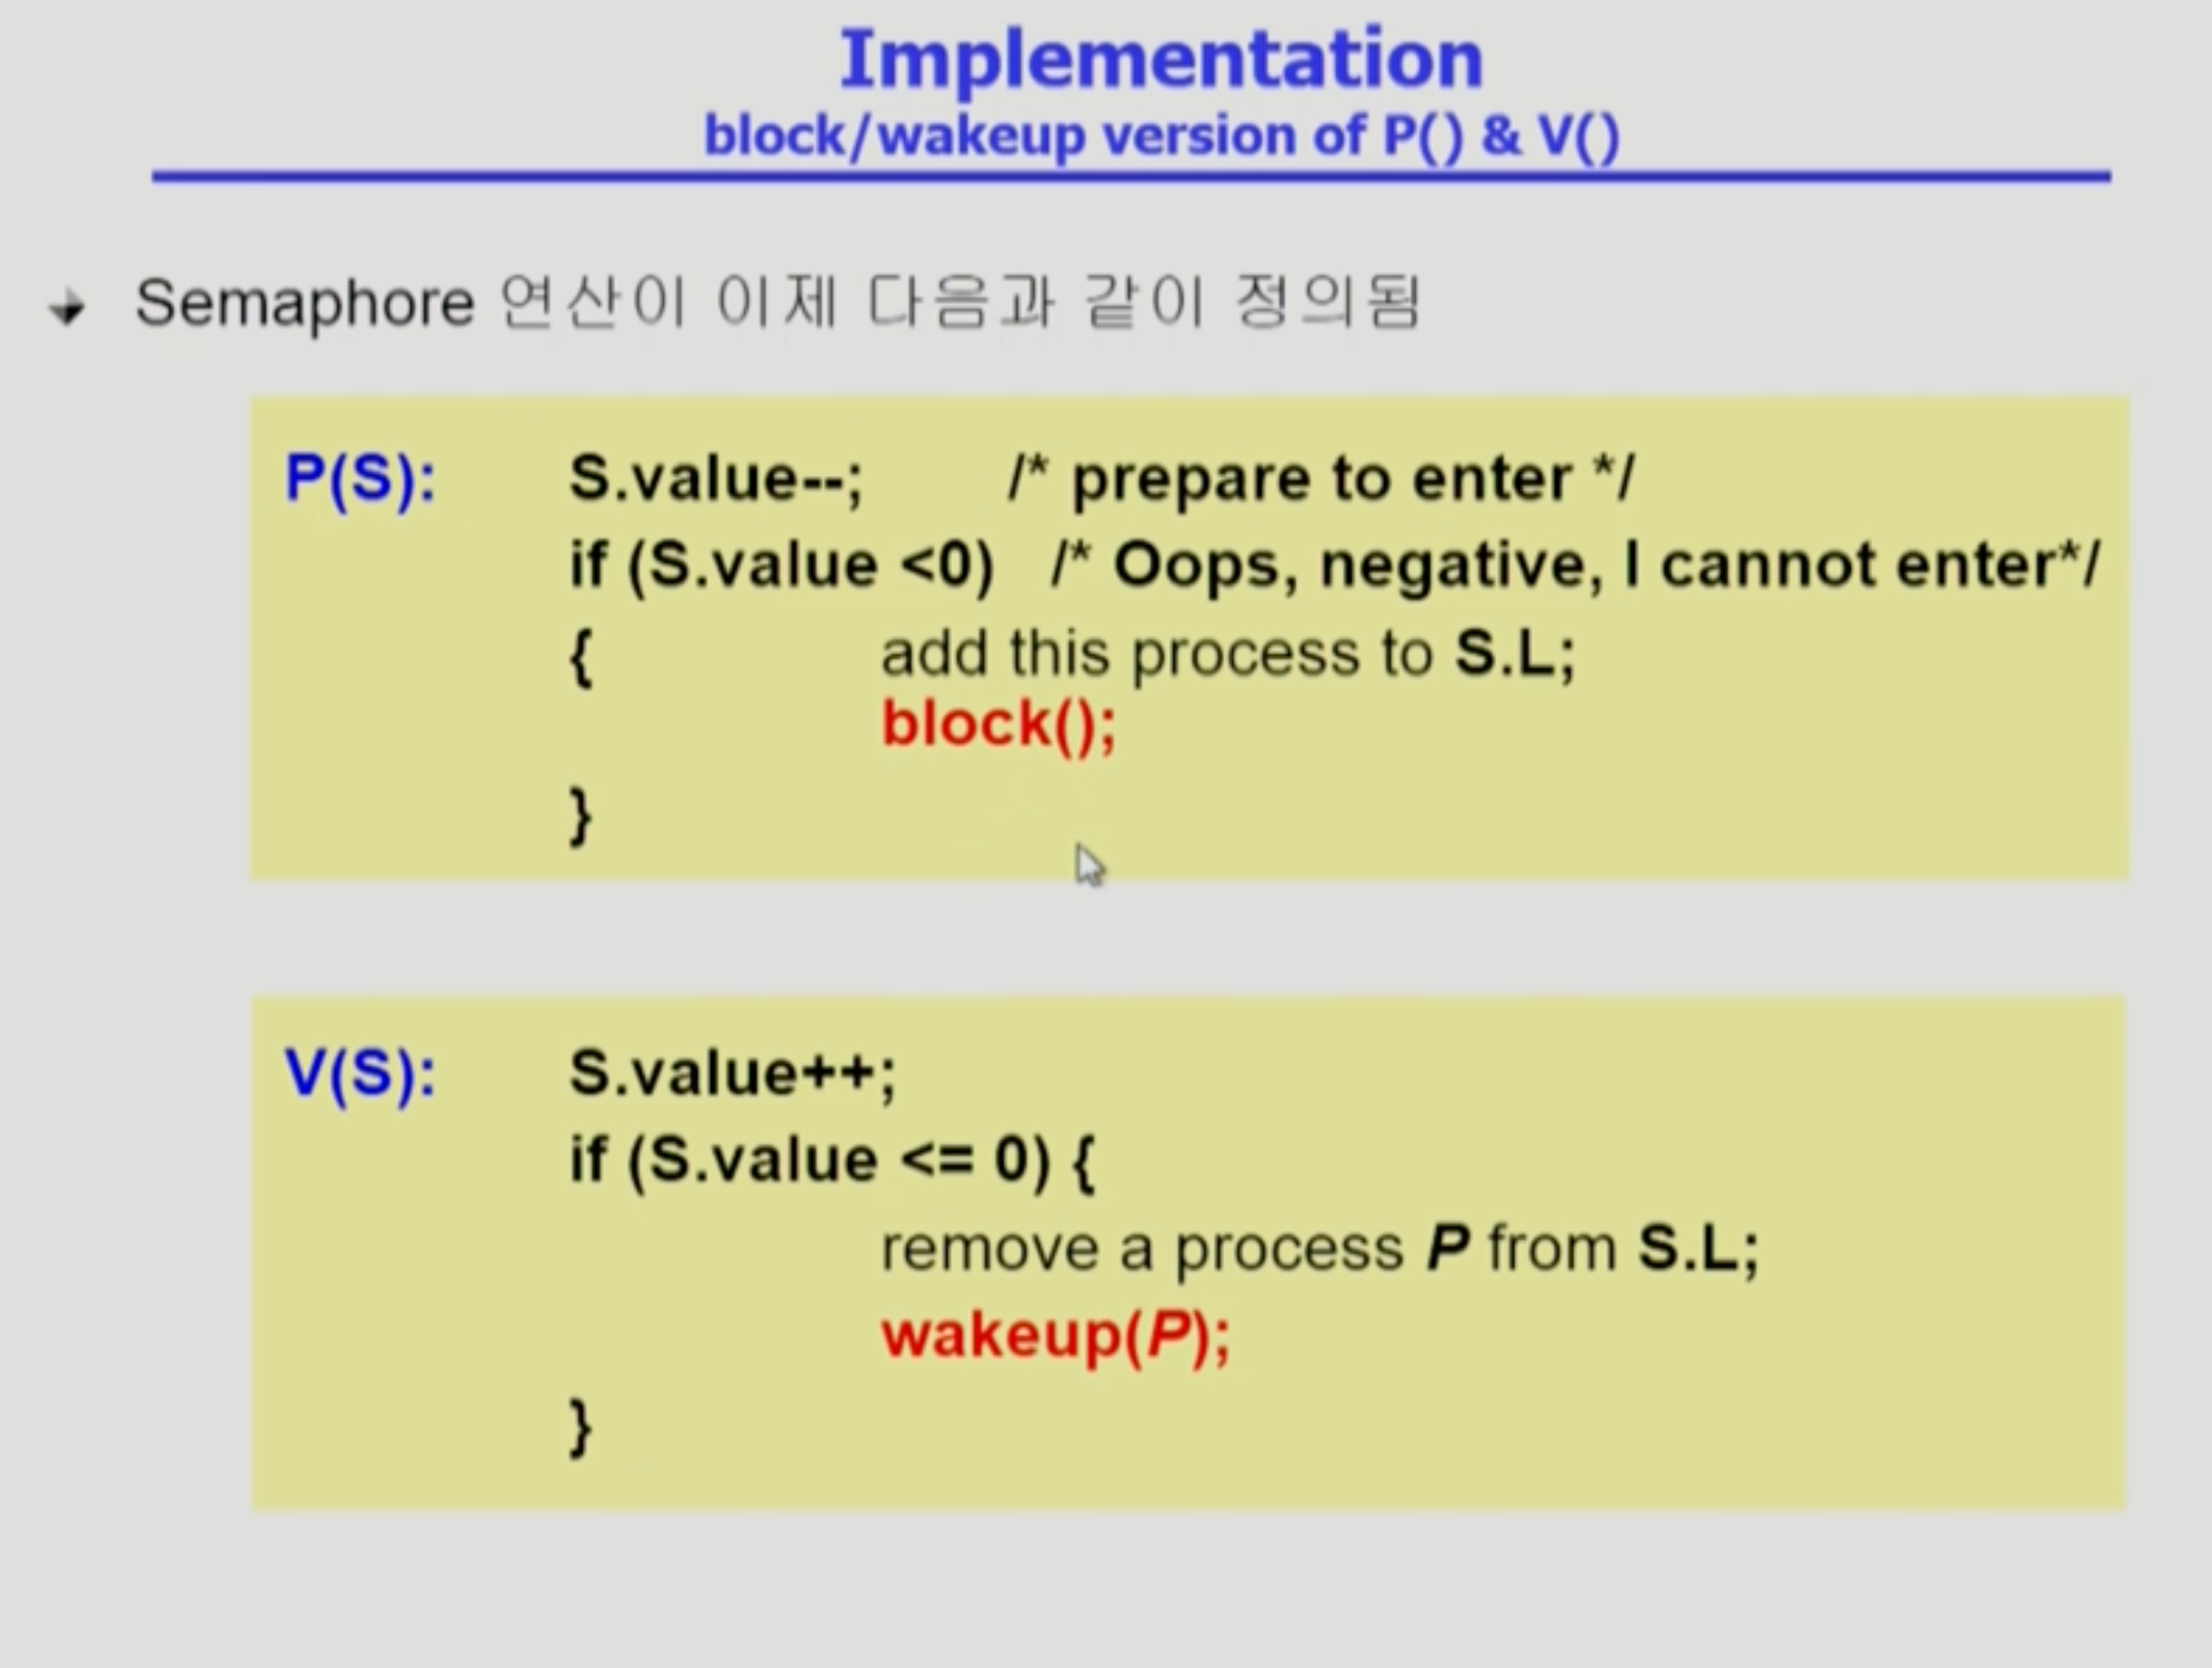 Implementation
block/wakeup version of P() & V()
Semaphore 연산이 이제 다음과 같이 정의됨
P(S): S.value--; /* prepare to enter */
if (S.value <0) /* Oops, negative, I cannot enter*/
{ add this process to S.L;
block();
}
V(S): S.value++;
if (S.value <= 0) {
remove a process P from S.L;
wakeup(P);
}